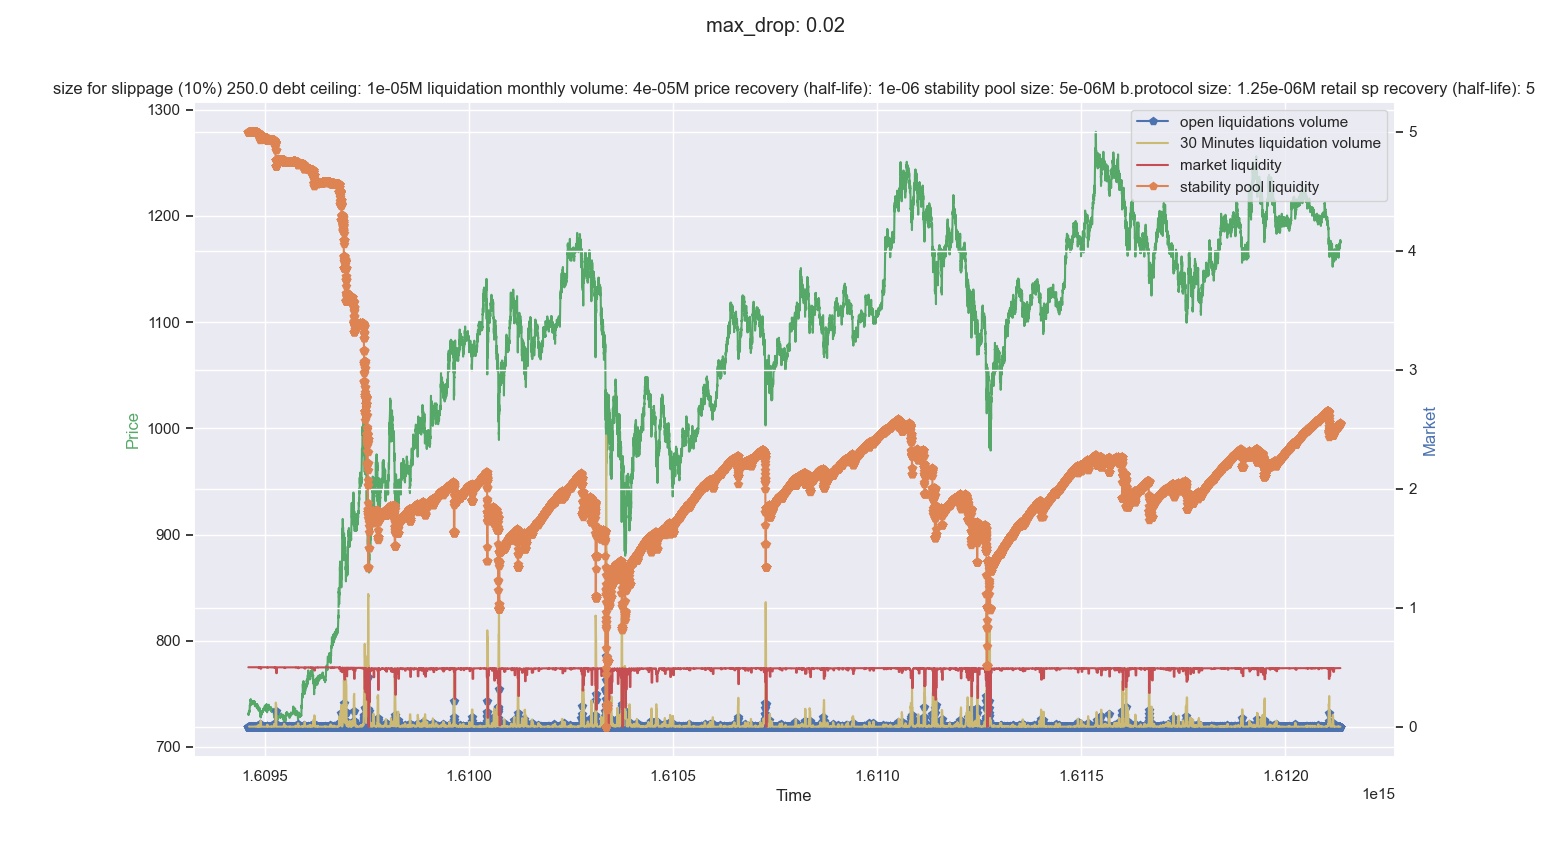 max_drop: 0.02
size for slippage (10%) 250.0 debt ceiling: 1e-05M liquidation monthly volume: 4e-05M price recovery (half-life): 1e-06 stability pool size: 5e-06M b.protocol size: 1.25e-06M retail sp recovery (half-life): 5
1300
1200
1100
1000
900
800
700
Price
open liquidations volume
30 Minutes liquidation volume
market liquidity
stability pool liquidity
5
4
3
2
1
0
Market
1.6095
1.6100
1.6105
1.6110
1.6115
1.6120
Time
1e15